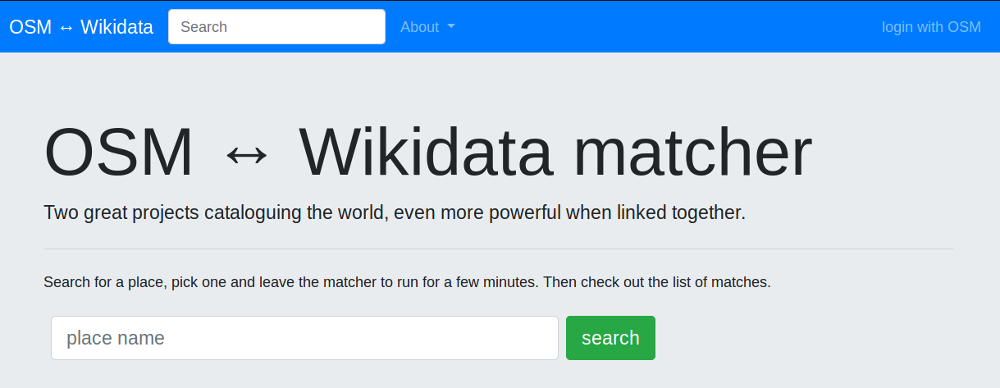 OSM ↔ Wikidata Search About login with OSM
OSM ↔ Wikidata matcher
Two great projects cataloguing the world, even more powerful when linked together.
Search for a place, pick one and leave the matcher to run for a few minutes. Then check out the list of matches.
place name search